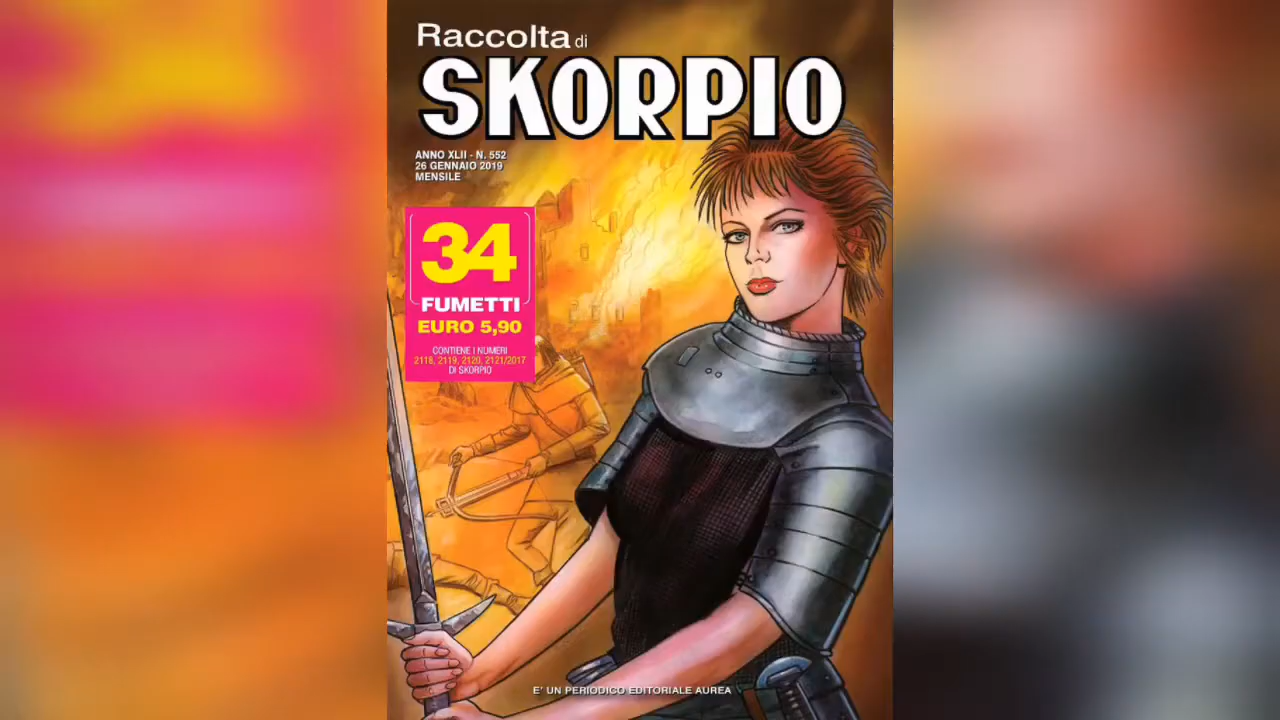 Raccolta di
SKORPIO
ANNO XLII - N. 552
26 GENNAIO 2019
MENSILE
34
FUMETTI
EURO 5,90
CONTIENE I NUMERI
2118, 2119, 2120, 2121/2017
DI SKORPIO
E' UN PERIODICO EDITORIALE AUREA